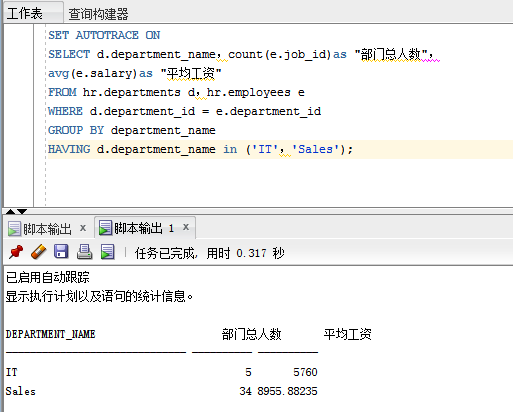 工作表 查询构建器
SET AUTOTRACE ON
SELECT d.department_name，count(e.job_id)as "部门总人数"，
avg(e.salary)as "平均工资"
FROM hr.departments d，hr.employees e
WHERE d.department_id = e.department_id
GROUP BY department_name
HAVING d.department_name in ('IT'，'Sales');
脚本输出 × 脚本输出 1 ×
任务已完成, 用时 0.317 秒
已启用自动跟踪
显示执行计划以及语句的统计信息。
DEPARTMENT_NAME 部门总人数 平均工资
------------------------------ ---------- ----------
IT 5 5760
Sales 34 8955.88235